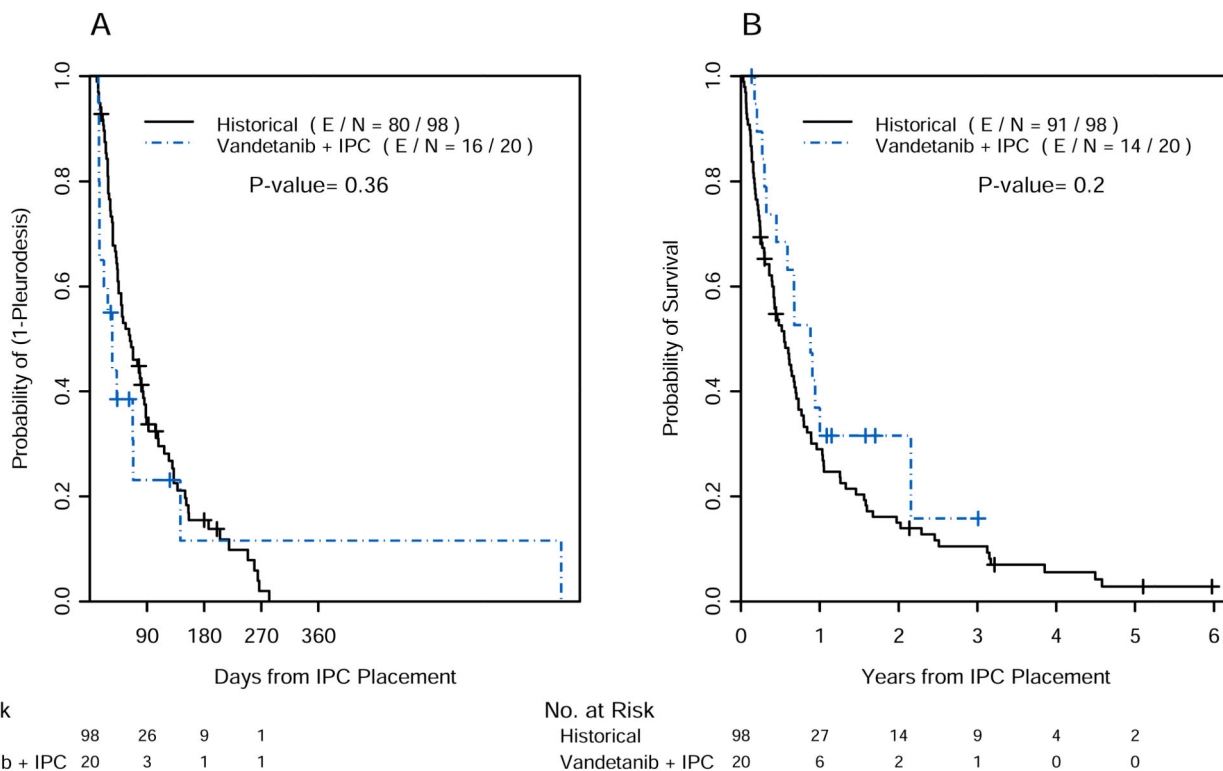 A
1.0
0.8
0.6
0.4
0.2
0.0
Probability of (1-Pleurodesis)
Historical ( E / N = 80 / 98 )
Vandetanib + IPC ( E / N = 16 / 20 )
P-value= 0.36
90 180 270 360
Days from IPC Placement
k
98 26 9 1
b + IPC 20 3 1 1
B
1.0
0.8
0.6
0.4
0.2
0.0
Probability of Survival
Historical ( E / N = 91 / 98 )
Vandetanib + IPC ( E / N = 14 / 20 )
P-value= 0.2
0 1 2 3 4 5 6
Years from IPC Placement
No. at Risk
Historical 98 27 14 9 4 2
Vandetanib + IPC 20 6 2 1 0 0